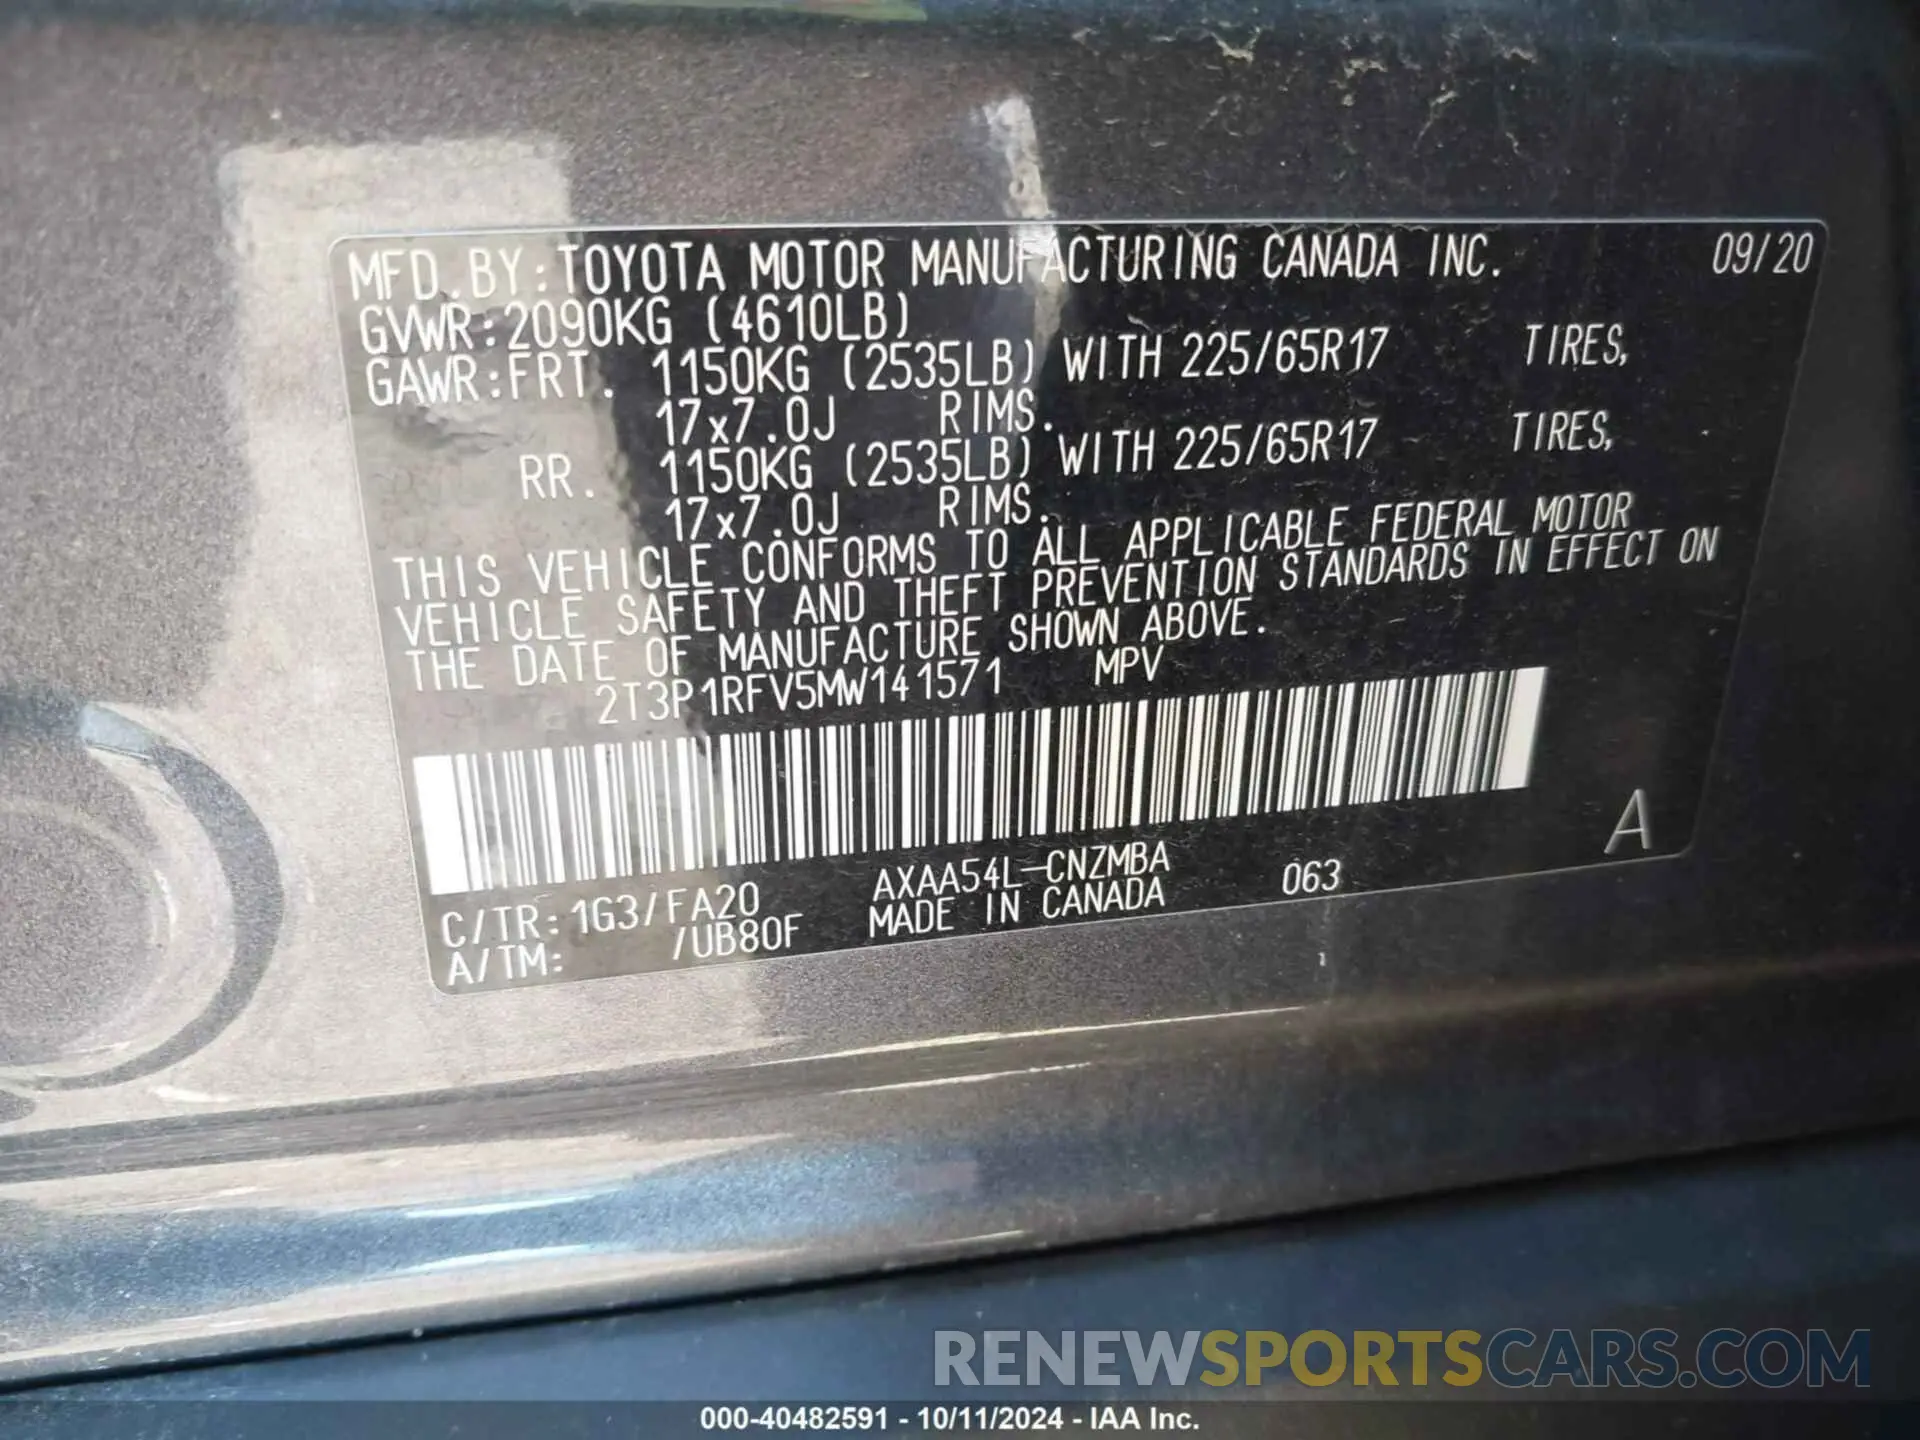 MFD.BY:TOYOTA MOTOR MANUFACTURING CANADA INC. 09/20
GVWR:2090KG (4610LB)
GAWR:FRT. 1150KG (2535LB) WITH 225/65R17 TIRES,
17x7.0J RIMS.
RR. 1150KG (2535LB) WITH 225/65R17 TIRES,
17x7.0J RIMS.
THIS VEHICLE CONFORMS TO ALL APPLICABLE FEDERAL MOTOR
VEHICLE SAFETY AND THEFT PREVENTION STANDARDS IN EFFECT ON
THE DATE OF MANUFACTURE SHOWN ABOVE.
2T3P1RFV5MW141571 MPV
A
C/TR:1G3/FA20 AXAA54L-CNZMBA 063
A/TM: /UB80F MADE IN CANADA
RENEWSPORTSCARS.COM
000-40482591 - 10/11/2024 - IAA Inc.